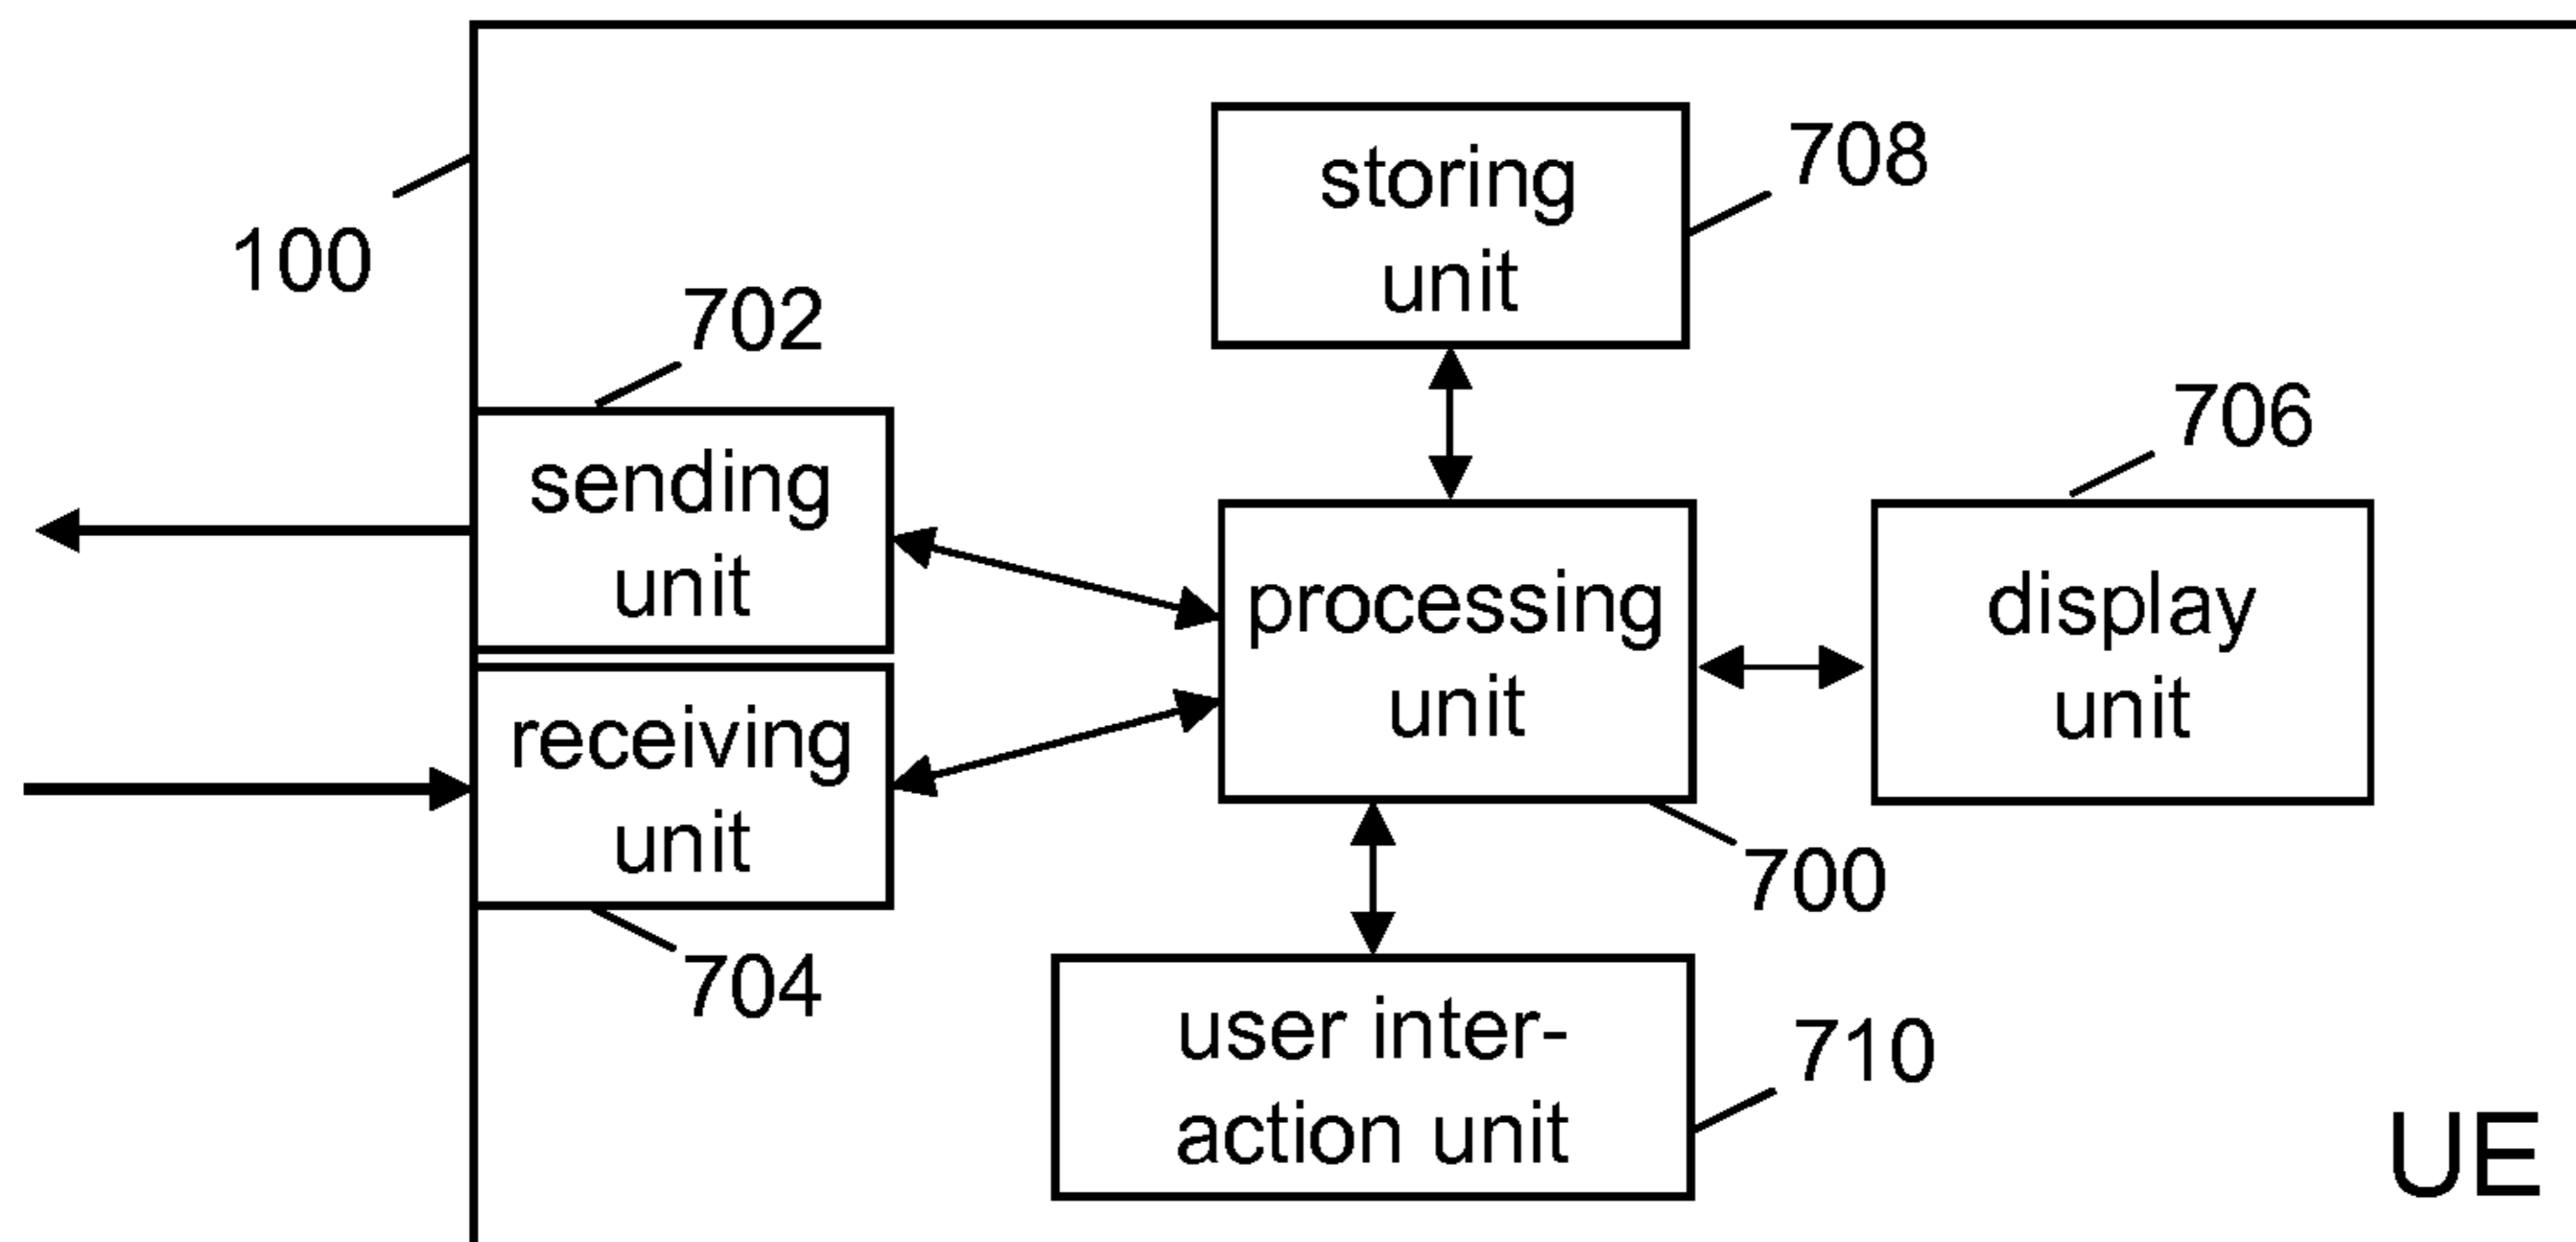 storing
unit
708
100
702
706
sending
unit
processing
unit
display
unit
receiving
unit
700
704
user inter-
action unit
710
UE